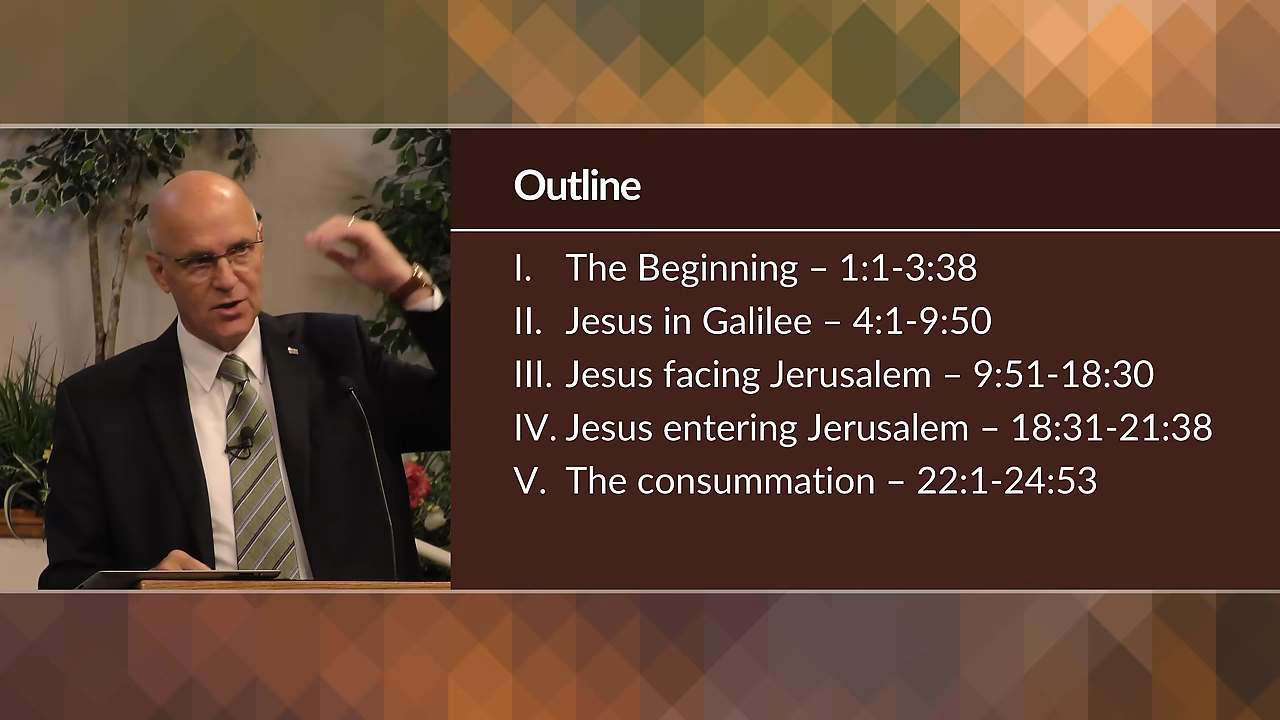 Outline
I. The Beginning – 1:1-3:38
II. Jesus in Galilee – 4:1-9:50
III. Jesus facing Jerusalem – 9:51-18:30
IV. Jesus entering Jerusalem – 18:31-21:38
V. The consummation – 22:1-24:53